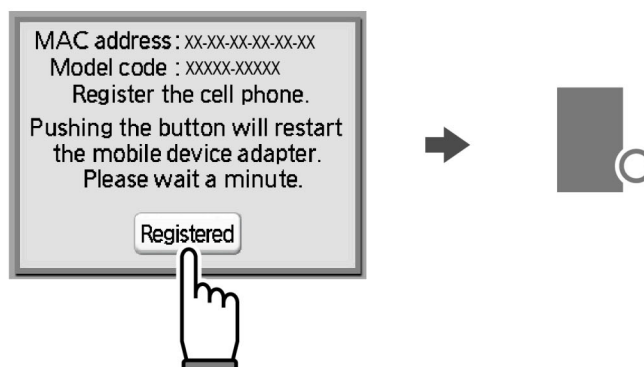 MAC address : XX-XX-XX-XX-XX-XX
Model code : XXXXX-XXXXX
Register the cell phone.
Pushing the button will restart
the mobile device adapter.
Please wait a minute.
Registered